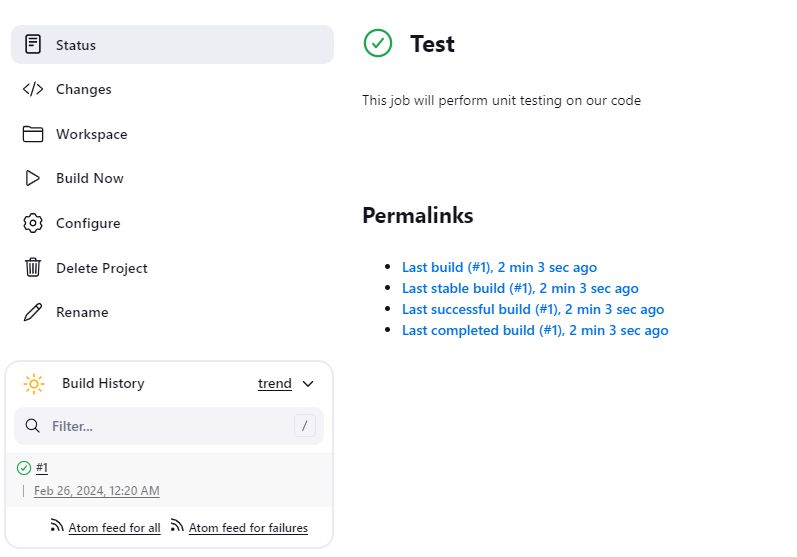 Status
Changes
Workspace
Build Now
Configure
Delete Project
Rename
Build History
trend
Filter...
/
#1
Feb 26, 2024, 12:20 AM
Atom feed for all
Atom feed for failures
Test
This job will perform unit testing on our code
Permalinks
Last build (#1), 2 min 3 sec ago
Last stable build (#1), 2 min 3 sec ago
Last successful build (#1), 2 min 3 sec ago
Last completed build (#1), 2 min 3 sec ago